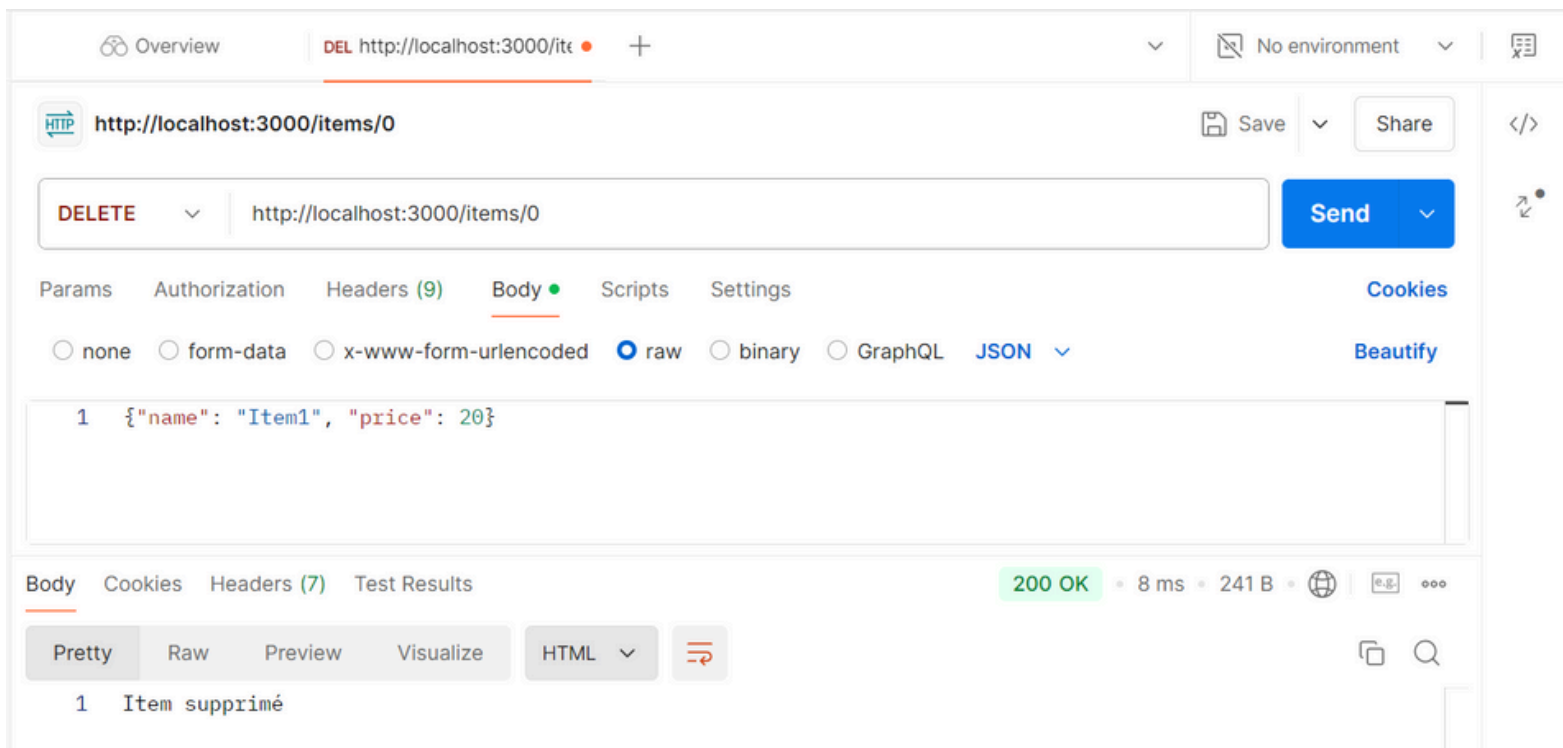 Overview DEL http://localhost:3000/ite No environment
HTTP http://localhost:3000/items/0 Save Share </>
DELETE http://localhost:3000/items/0 Send
Params Authorization Headers (9) Body Scripts Settings Cookies
none form-data x-www-form-urlencoded raw binary GraphQL JSON Beautify
1 {"name": "Item1", "price": 20}
Body Cookies Headers (7) Test Results 200 OK 8 ms 241 B e.g.
Pretty Raw Preview Visualize HTML
1 Item supprimé